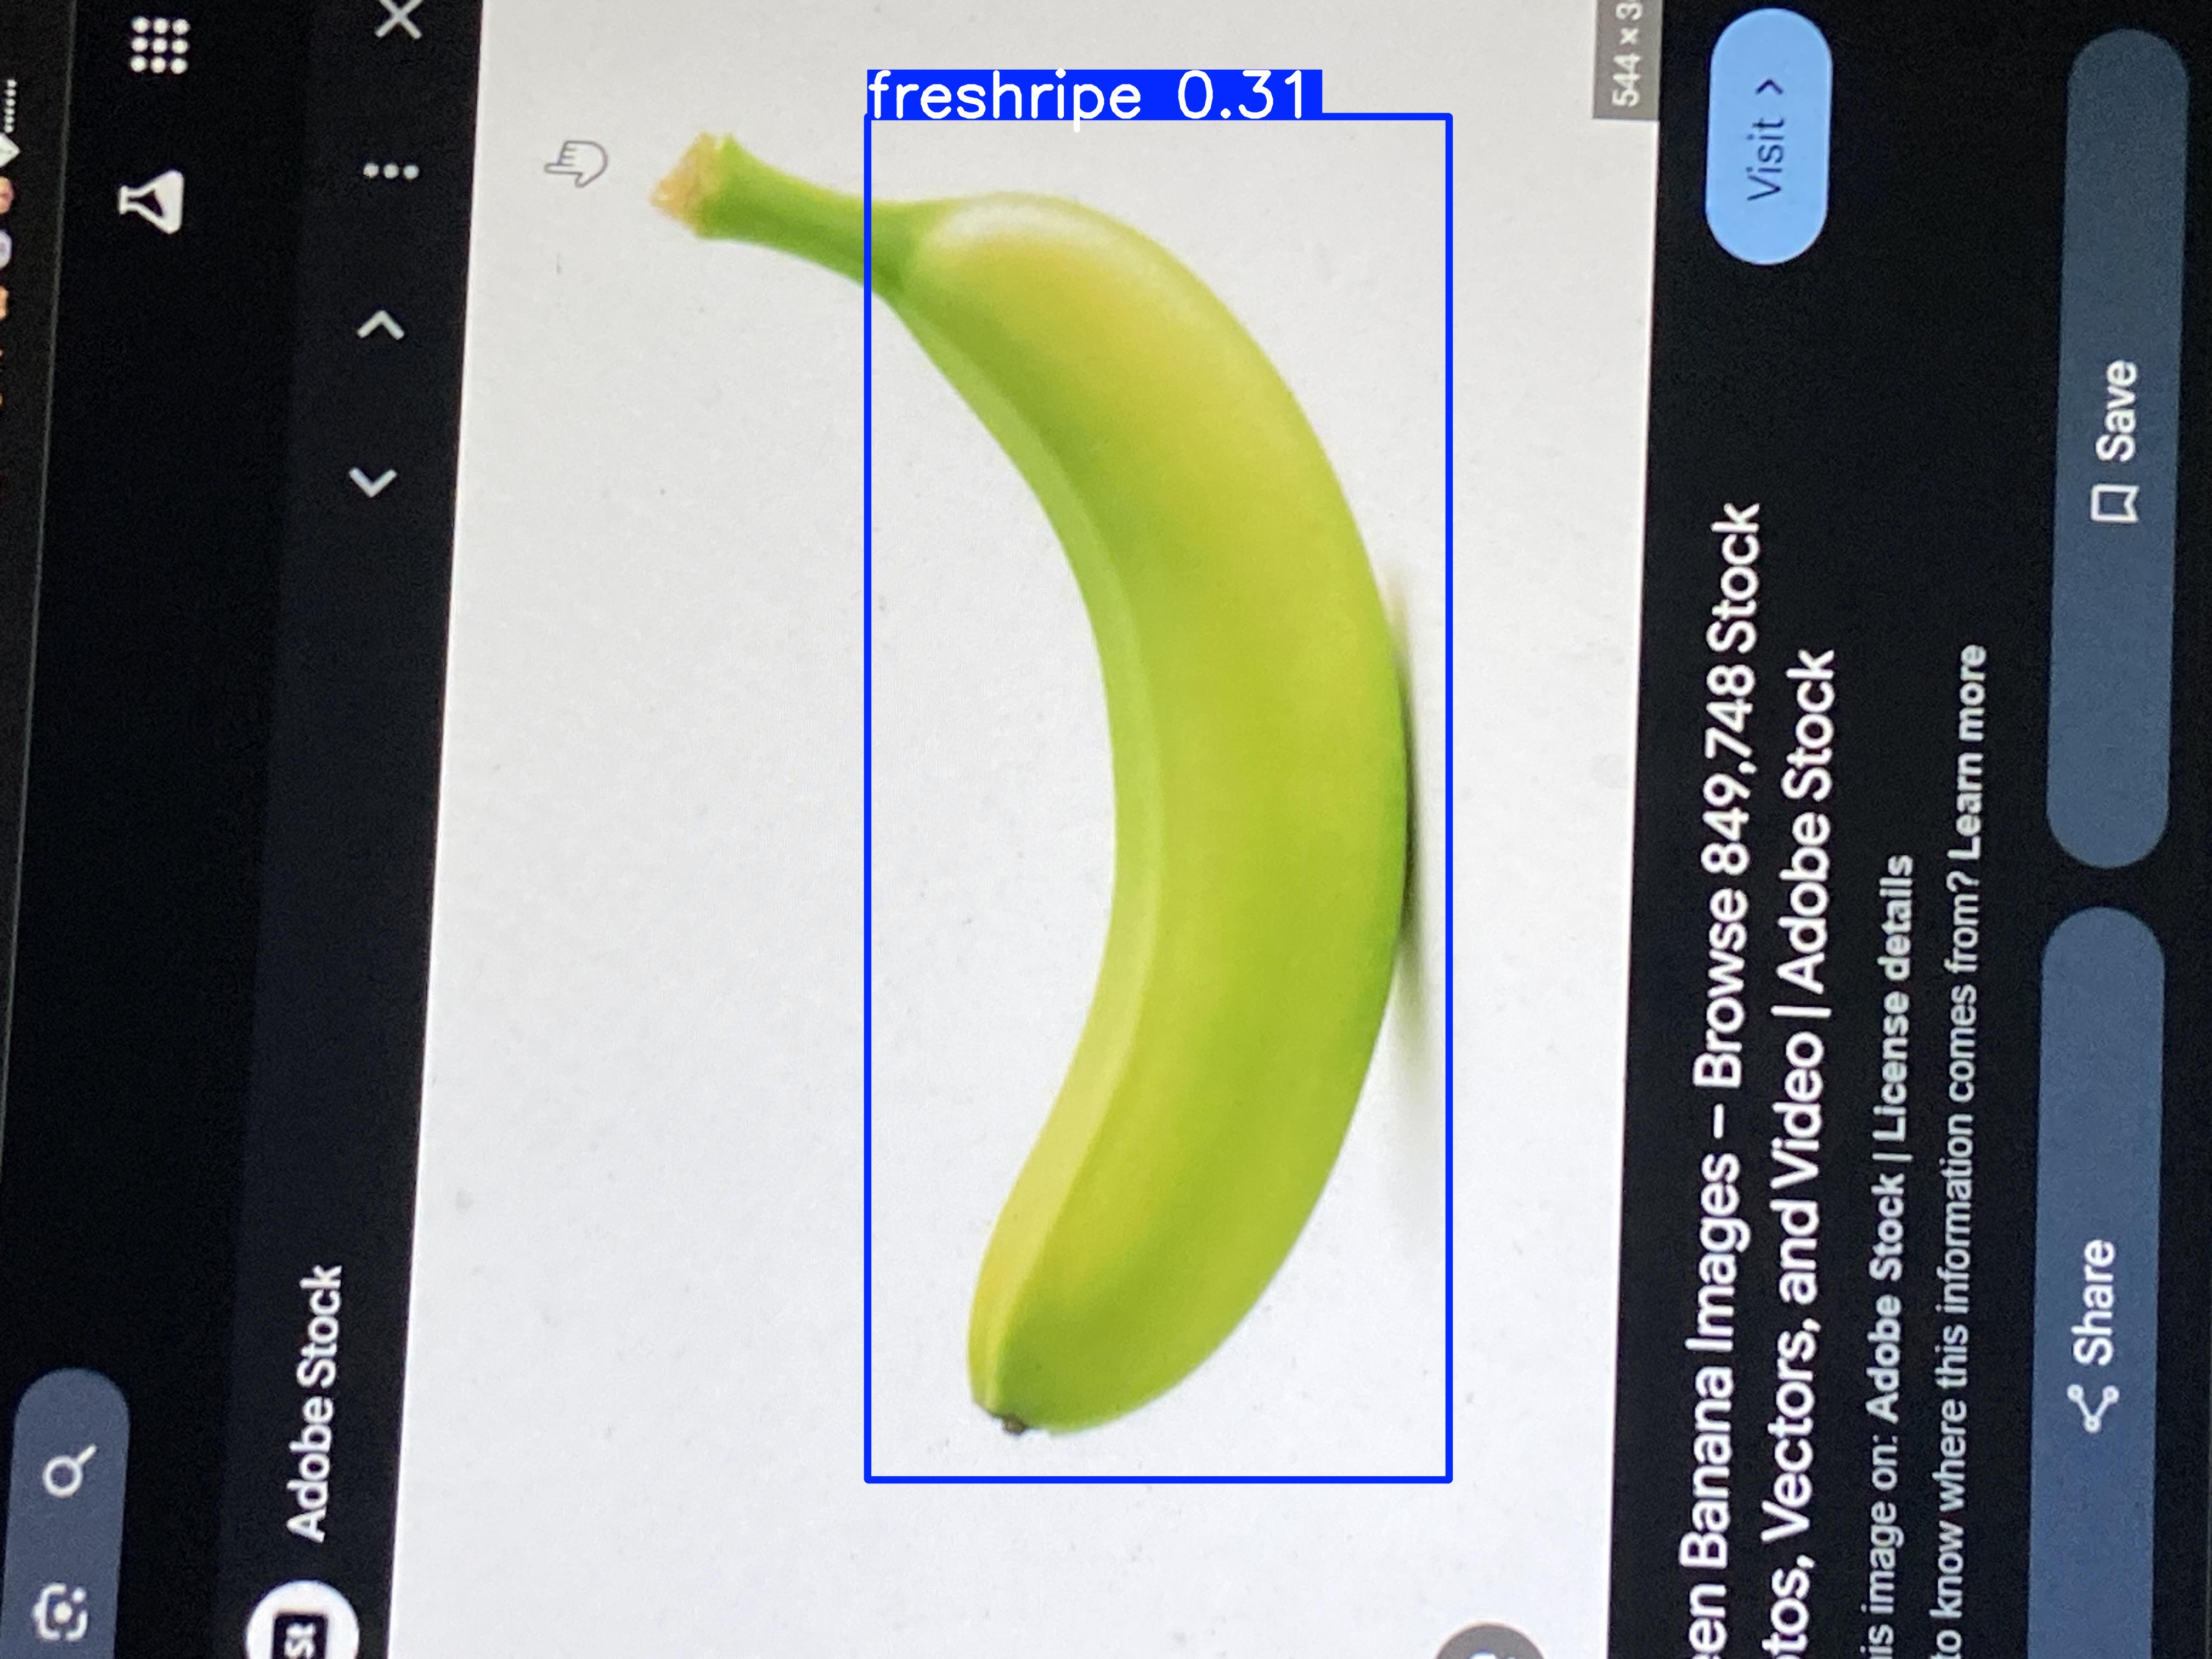 freshripe 0.31
Adobe Stock
St
544 × 3
een Banana Images – Browse 849,748 Stock
otos, Vectors, and Video | Adobe Stock
Visit >
is image on: Adobe Stock | License details
to know where this information comes from? Learn more
Share
Save